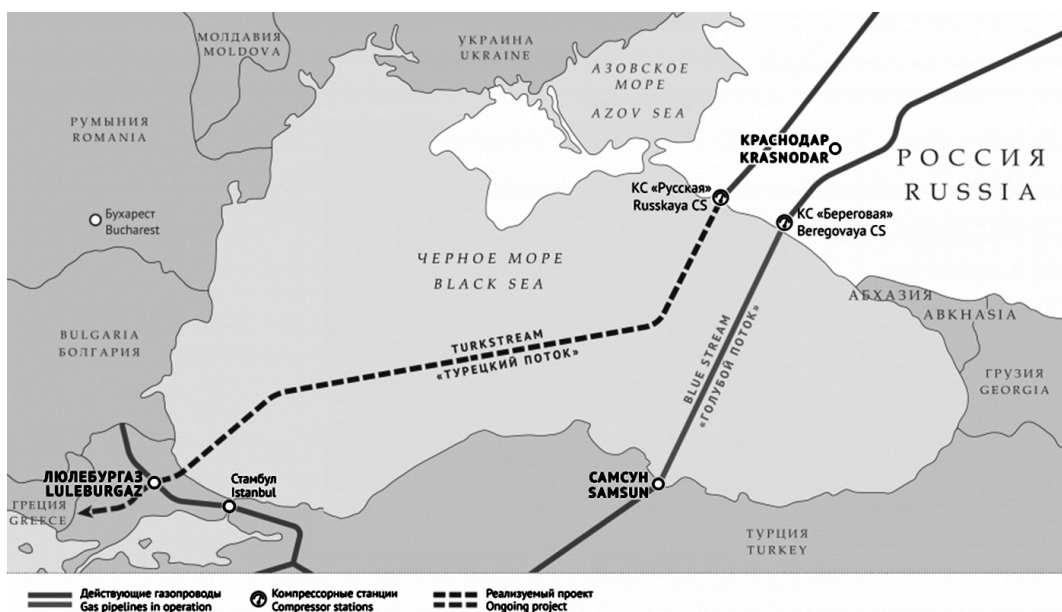 МОЛДАВИЯ
MOLDOVA
УКРАИНА
UKRAINE
АЗОВСКОЕ
МОРЕ
AZOV SEA
РУМЫНИЯ
ROMANIA
КРАСНОДАР
KRASNODAR
РОССИЯ
RUSSIA
КС «Русская»
Russkaya CS
КС «Береговая»
Beregovaya CS
Бухарест
Bucharest
ЧЕРНОЕ МОРЕ
BLACK SEA
АБХАЗИЯ
ABKHASIA
BULGARIA
БОЛГАРИЯ
TURKSTREAM
«ТУРЕЦКИЙ ПОТОК»
BLUE STREAM
«ГОЛУБОЙ ПОТОК»
ГРУЗИЯ
GEORGIA
ЛЮЛЕБУРГАЗ
LULEBURGAZ
Стамбул
Istanbul
САМСУН
SAMSUN
ГРЕЦИЯ
GREECE
ТУРЦИЯ
TURKEY
Действующие газопроводы
Gas pipelines in operation
Компрессорные станции
Compressor stations
Реализуемый проект
Ongoing project